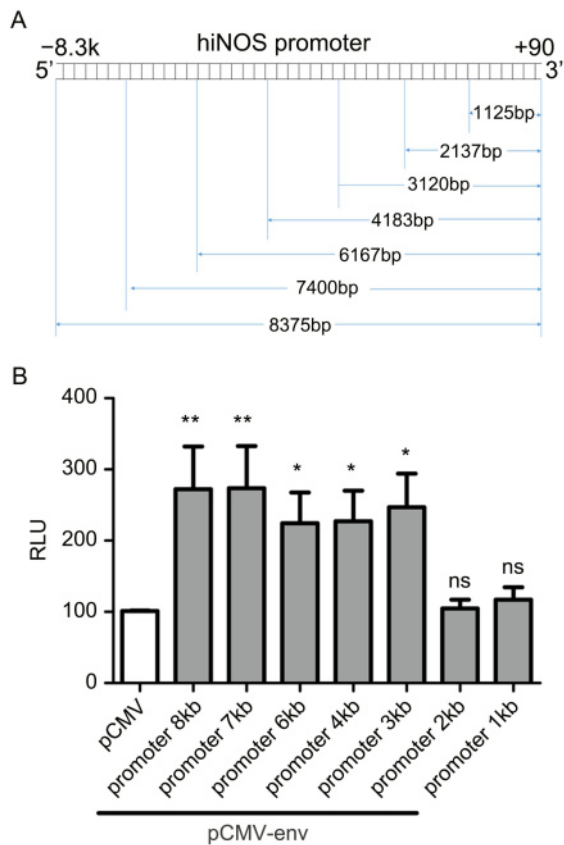 A
−8.3k hiNOS promoter +90
5' 3'
1125bp
2137bp
3120bp
4183bp
6167bp
7400bp
8375bp
B
400
300
200
100
0
RLU
** ** * * * ns ns
pCMV
promoter 8kb
promoter 7kb
promoter 6kb
promoter 4kb
promoter 3kb
promoter 2kb
promoter 1kb
pCMV-env